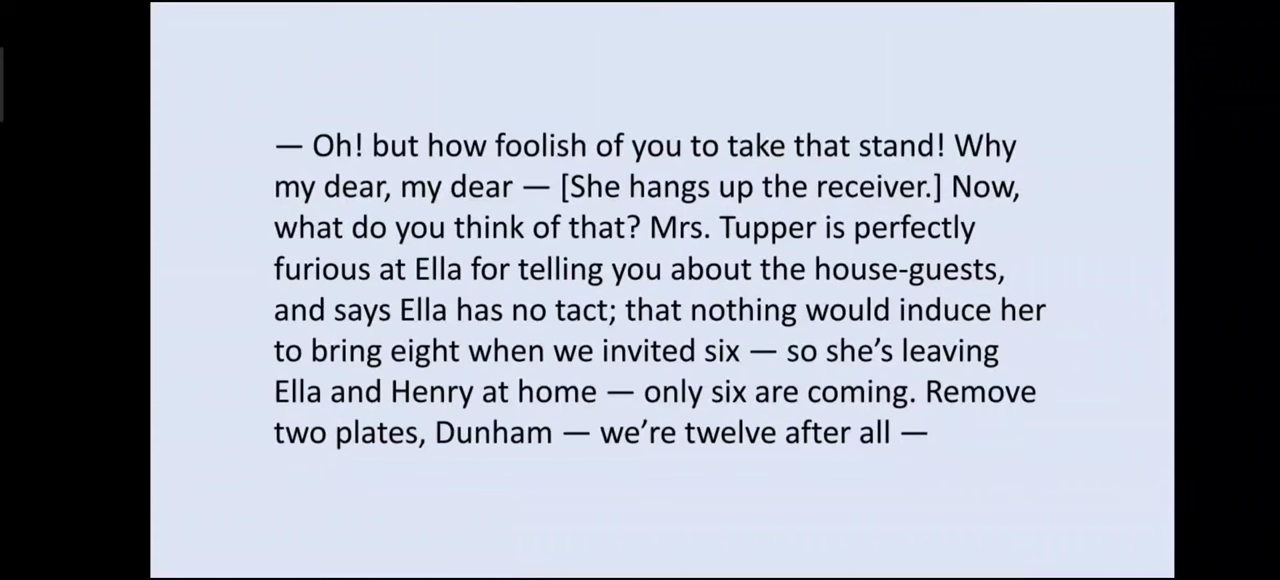 — Oh! but how foolish of you to take that stand! Why
my dear, my dear — [She hangs up the receiver.] Now,
what do you think of that? Mrs. Tupper is perfectly
furious at Ella for telling you about the house-guests,
and says Ella has no tact; that nothing would induce her
to bring eight when we invited six — so she’s leaving
Ella and Henry at home — only six are coming. Remove
two plates, Dunham — we’re twelve after all —